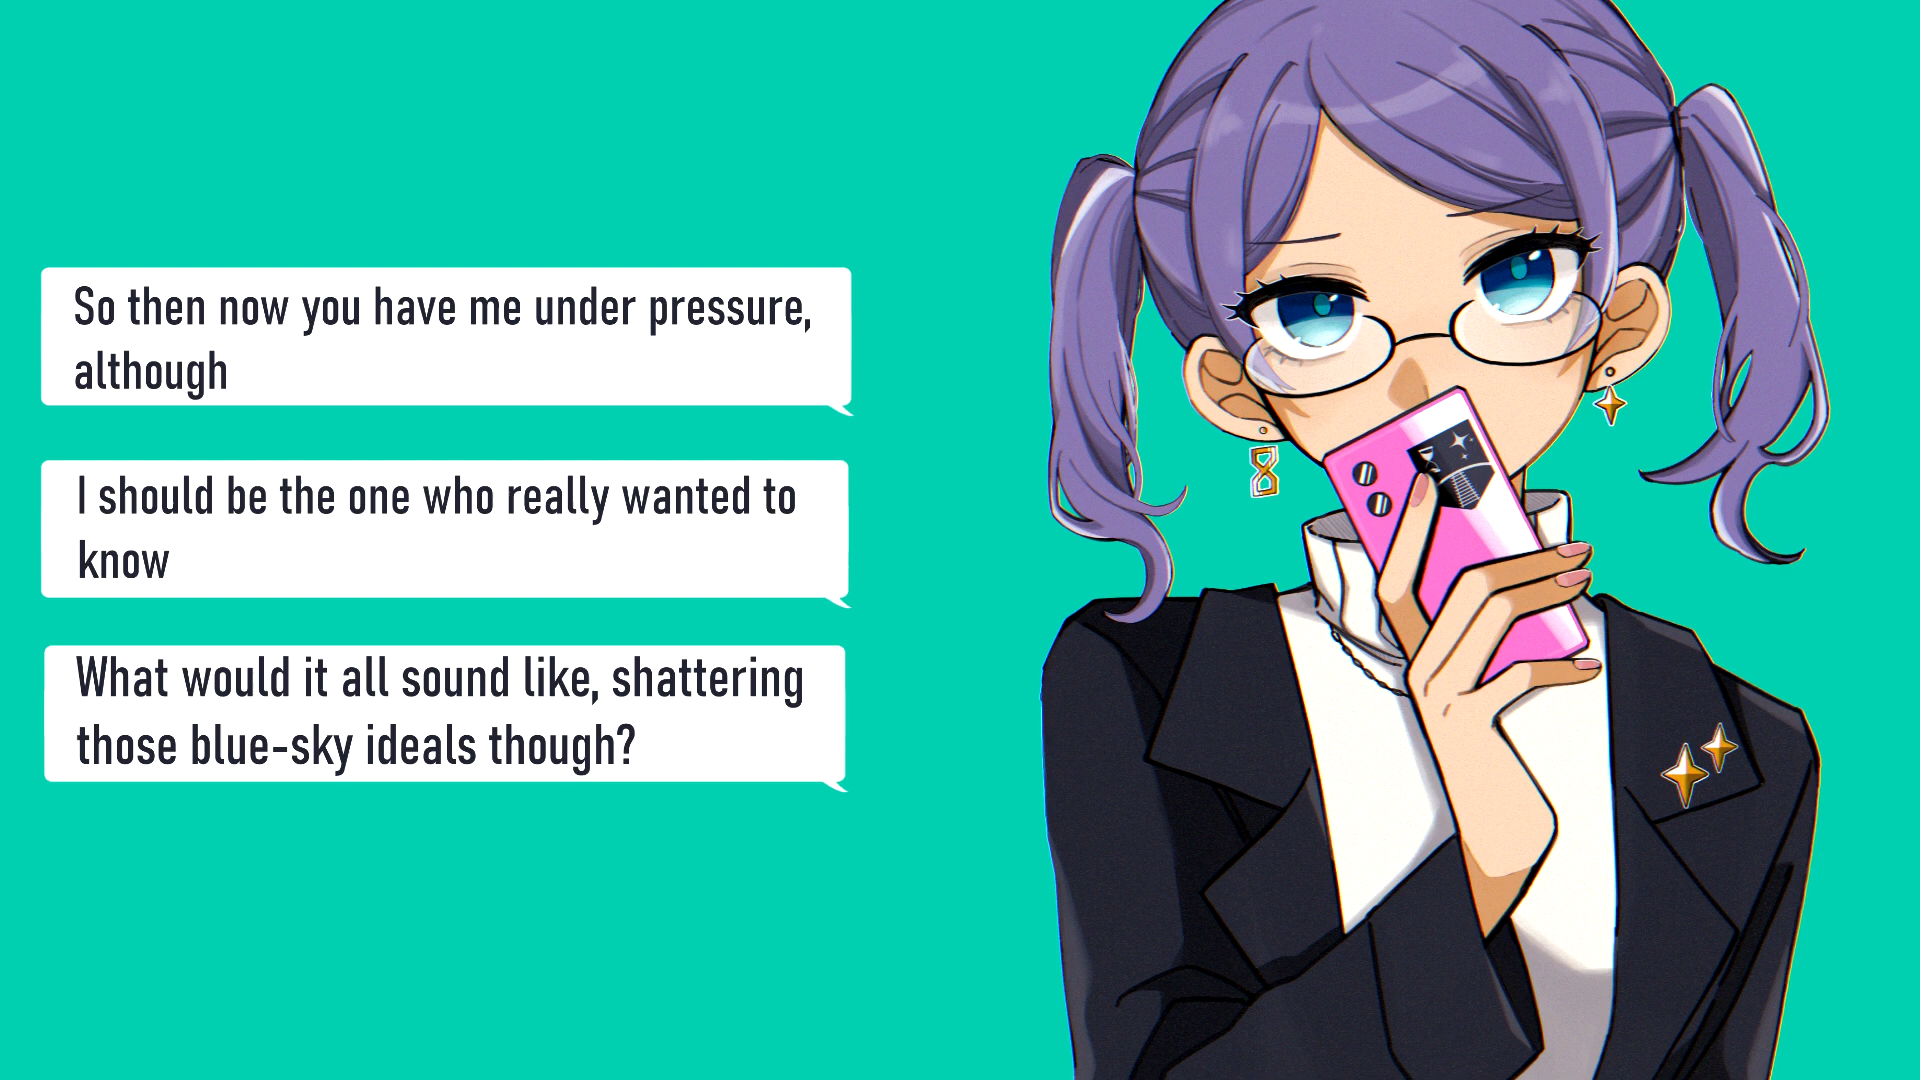 So then now you have me under pressure,
although
I should be the one who really wanted to
know
What would it all sound like, shattering
those blue-sky ideals though?